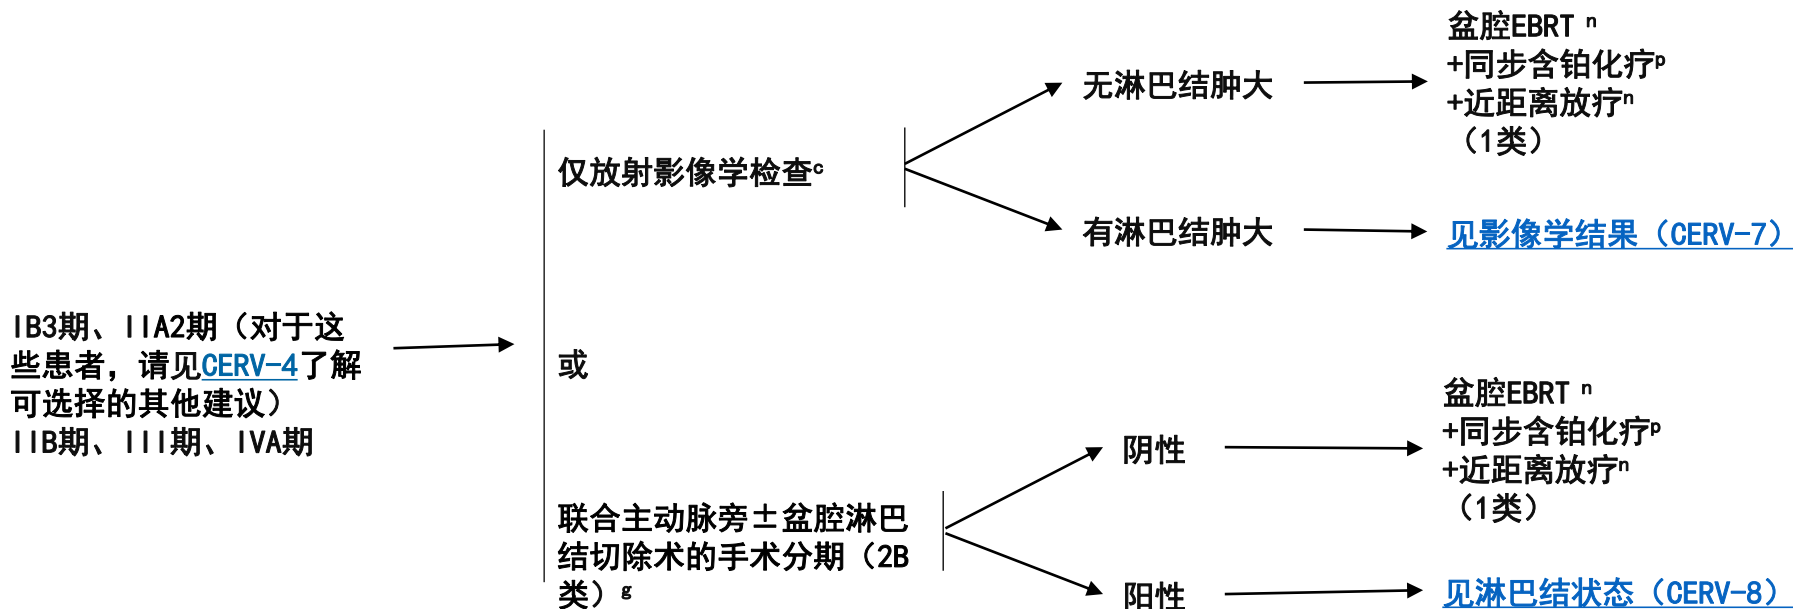 IB3期、IIA2期（对于这
些患者，请见CERV-4了解
可选择的其他建议）
IIB期、III期、IVA期
仅放射影像学检查ᶜ
或
联合主动脉旁±盆腔淋巴
结切除术的手术分期（2B
类）ᵍ
无淋巴结肿大
有淋巴结肿大
盆腔EBRT ⁿ
+同步含铂化疗ᵖ
+近距离放疗ⁿ
（1类）
见影像学结果（CERV-7）
阴性
阳性
盆腔EBRT ⁿ
+同步含铂化疗ᵖ
+近距离放疗ⁿ
（1类）
见淋巴结状态（CERV-8）